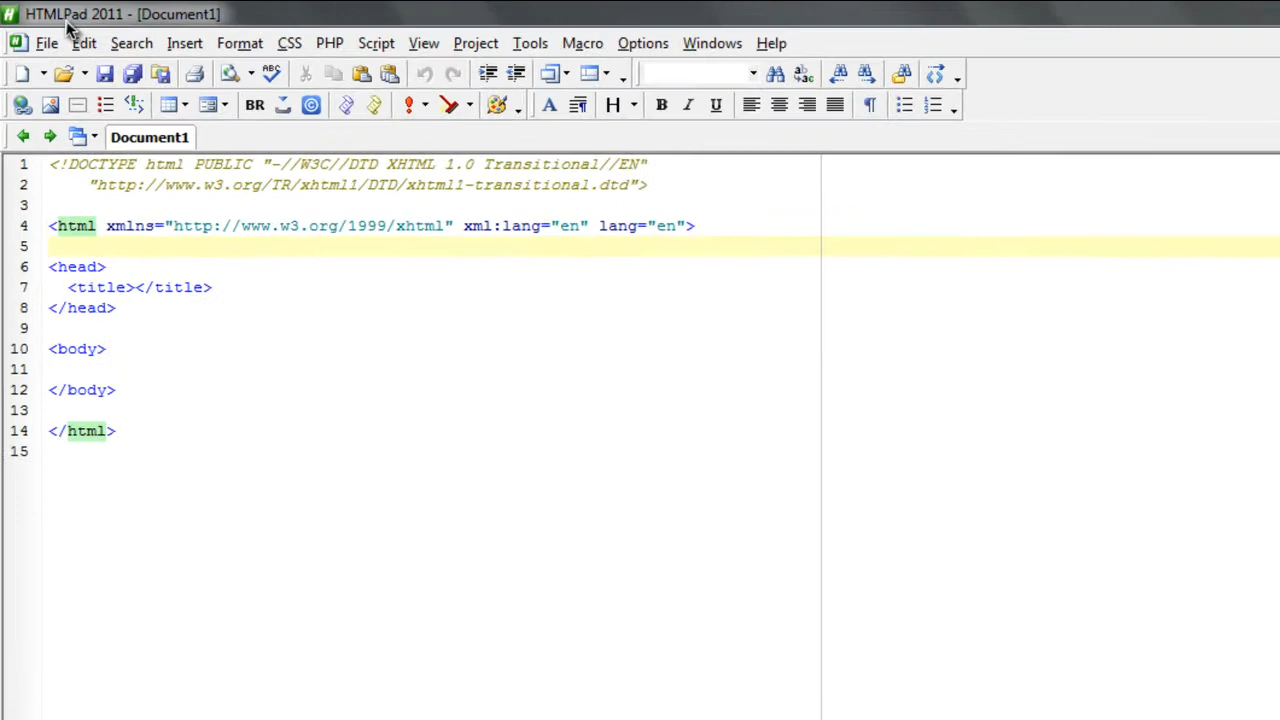 HTMLPad 2011 - [Document1]
File Edit Search Insert Format CSS PHP Script View Project Tools Macro Options Windows Help
ABC
BR H B I U A
Document1
1 <!DOCTYPE html PUBLIC "-//W3C//DTD XHTML 1.0 Transitional//EN"
2 "http://www.w3.org/TR/xhtml1/DTD/xhtml1-transitional.dtd">
3
4 <html xmlns="http://www.w3.org/1999/xhtml" xml:lang="en" lang="en">
5
6 <head>
7 <title></title>
8 </head>
9
10 <body>
11
12 </body>
13
14 </html>
15